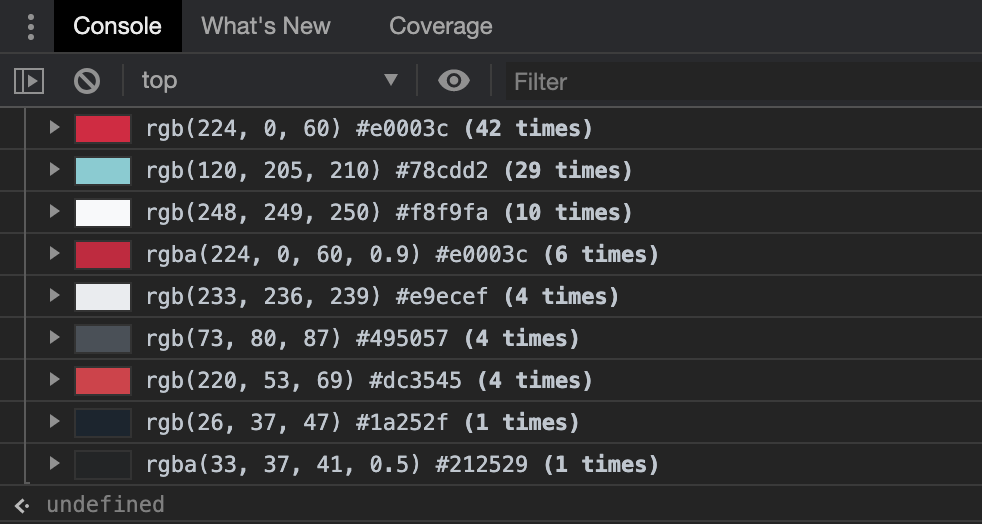 Console What's New Coverage
top Filter
rgb(224, 0, 60) #e0003c (42 times)
rgb(120, 205, 210) #78cdd2 (29 times)
rgb(248, 249, 250) #f8f9fa (10 times)
rgba(224, 0, 60, 0.9) #e0003c (6 times)
rgb(233, 236, 239) #e9ecef (4 times)
rgb(73, 80, 87) #495057 (4 times)
rgb(220, 53, 69) #dc3545 (4 times)
rgb(26, 37, 47) #1a252f (1 times)
rgba(33, 37, 41, 0.5) #212529 (1 times)
undefined